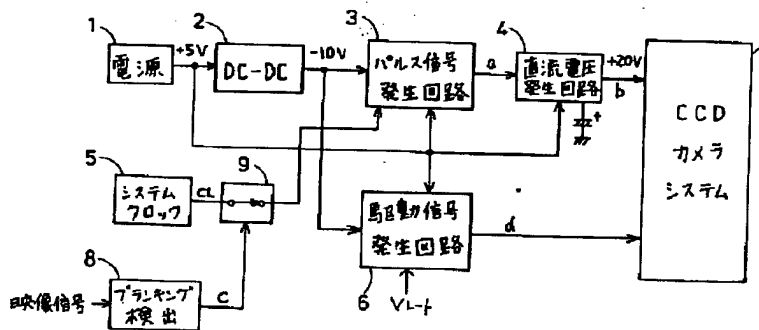 1
電源
+5V
2
DC-DC
-10V
3
パルス信号
発生回路
a
4
直流電圧
発生回路
+20V
b
+
CCD
カメラ
システム
5
システム
クロック
CL
9
駆動信号
発生回路
d
6
Vレート
8
映像信号
ブランキング
検出
C